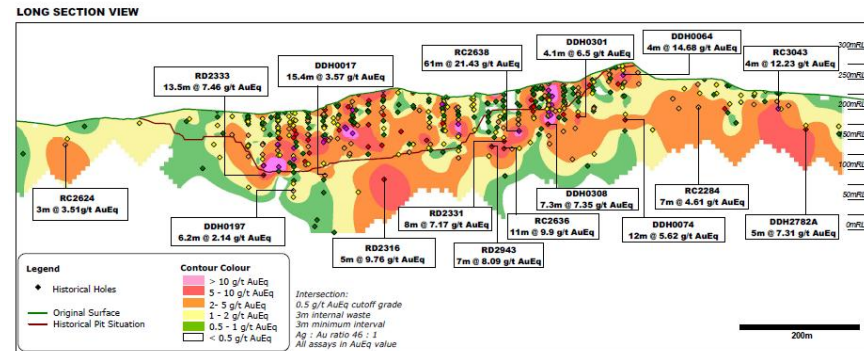 LONG SECTION VIEW
DDH0064
4m @ 14.68 g/t AuEq
DDH0301
4.1m @ 6.5 g/t AuEq
RC2638
61m @ 21.43 g/t AuEq
RC3043
4m @ 12.23 g/t AuEq
DDH0017
15.4m @ 3.57 g/t AuEq
RD2333
13.5m @ 7.46 g/t AuEq
300mRL
250mRL
200mRL
150mRL
100mRL
50mRL
0mRL
RC2624
3m @ 3.51g/t AuEq
DDH0197
6.2m @ 2.14 g/t AuEq
RD2316
5m @ 9.76 g/t AuEq
RD2331
8m @ 7.17 g/t AuEq
RD2943
7m @ 8.09 g/t AuEq
RC2636
11m @ 9.9 g/t AuEq
DDH0308
7.3m @ 7.35 g/t AuEq
DDH0074
12m @ 5.62 g/t AuEq
RC2284
7m @ 4.61 g/t AuEq
DDH2782A
5m @ 7.31 g/t AuEq
Legend
Historical Holes
Original Surface
Historical Pit Situation
Contour Colour
> 10 g/t AuEq
5 - 10 g/t AuEq
2- 5 g/t AuEq
1 - 2 g/t AuEq
0.5 - 1 g/t AuEq
< 0.5 g/t AuEq
Intersection:
0.5 g/t AuEq cutoff grade
3m internal waste
3m minimum interval
Ag : Au ratio 46 : 1
All assays in AuEq value
200m